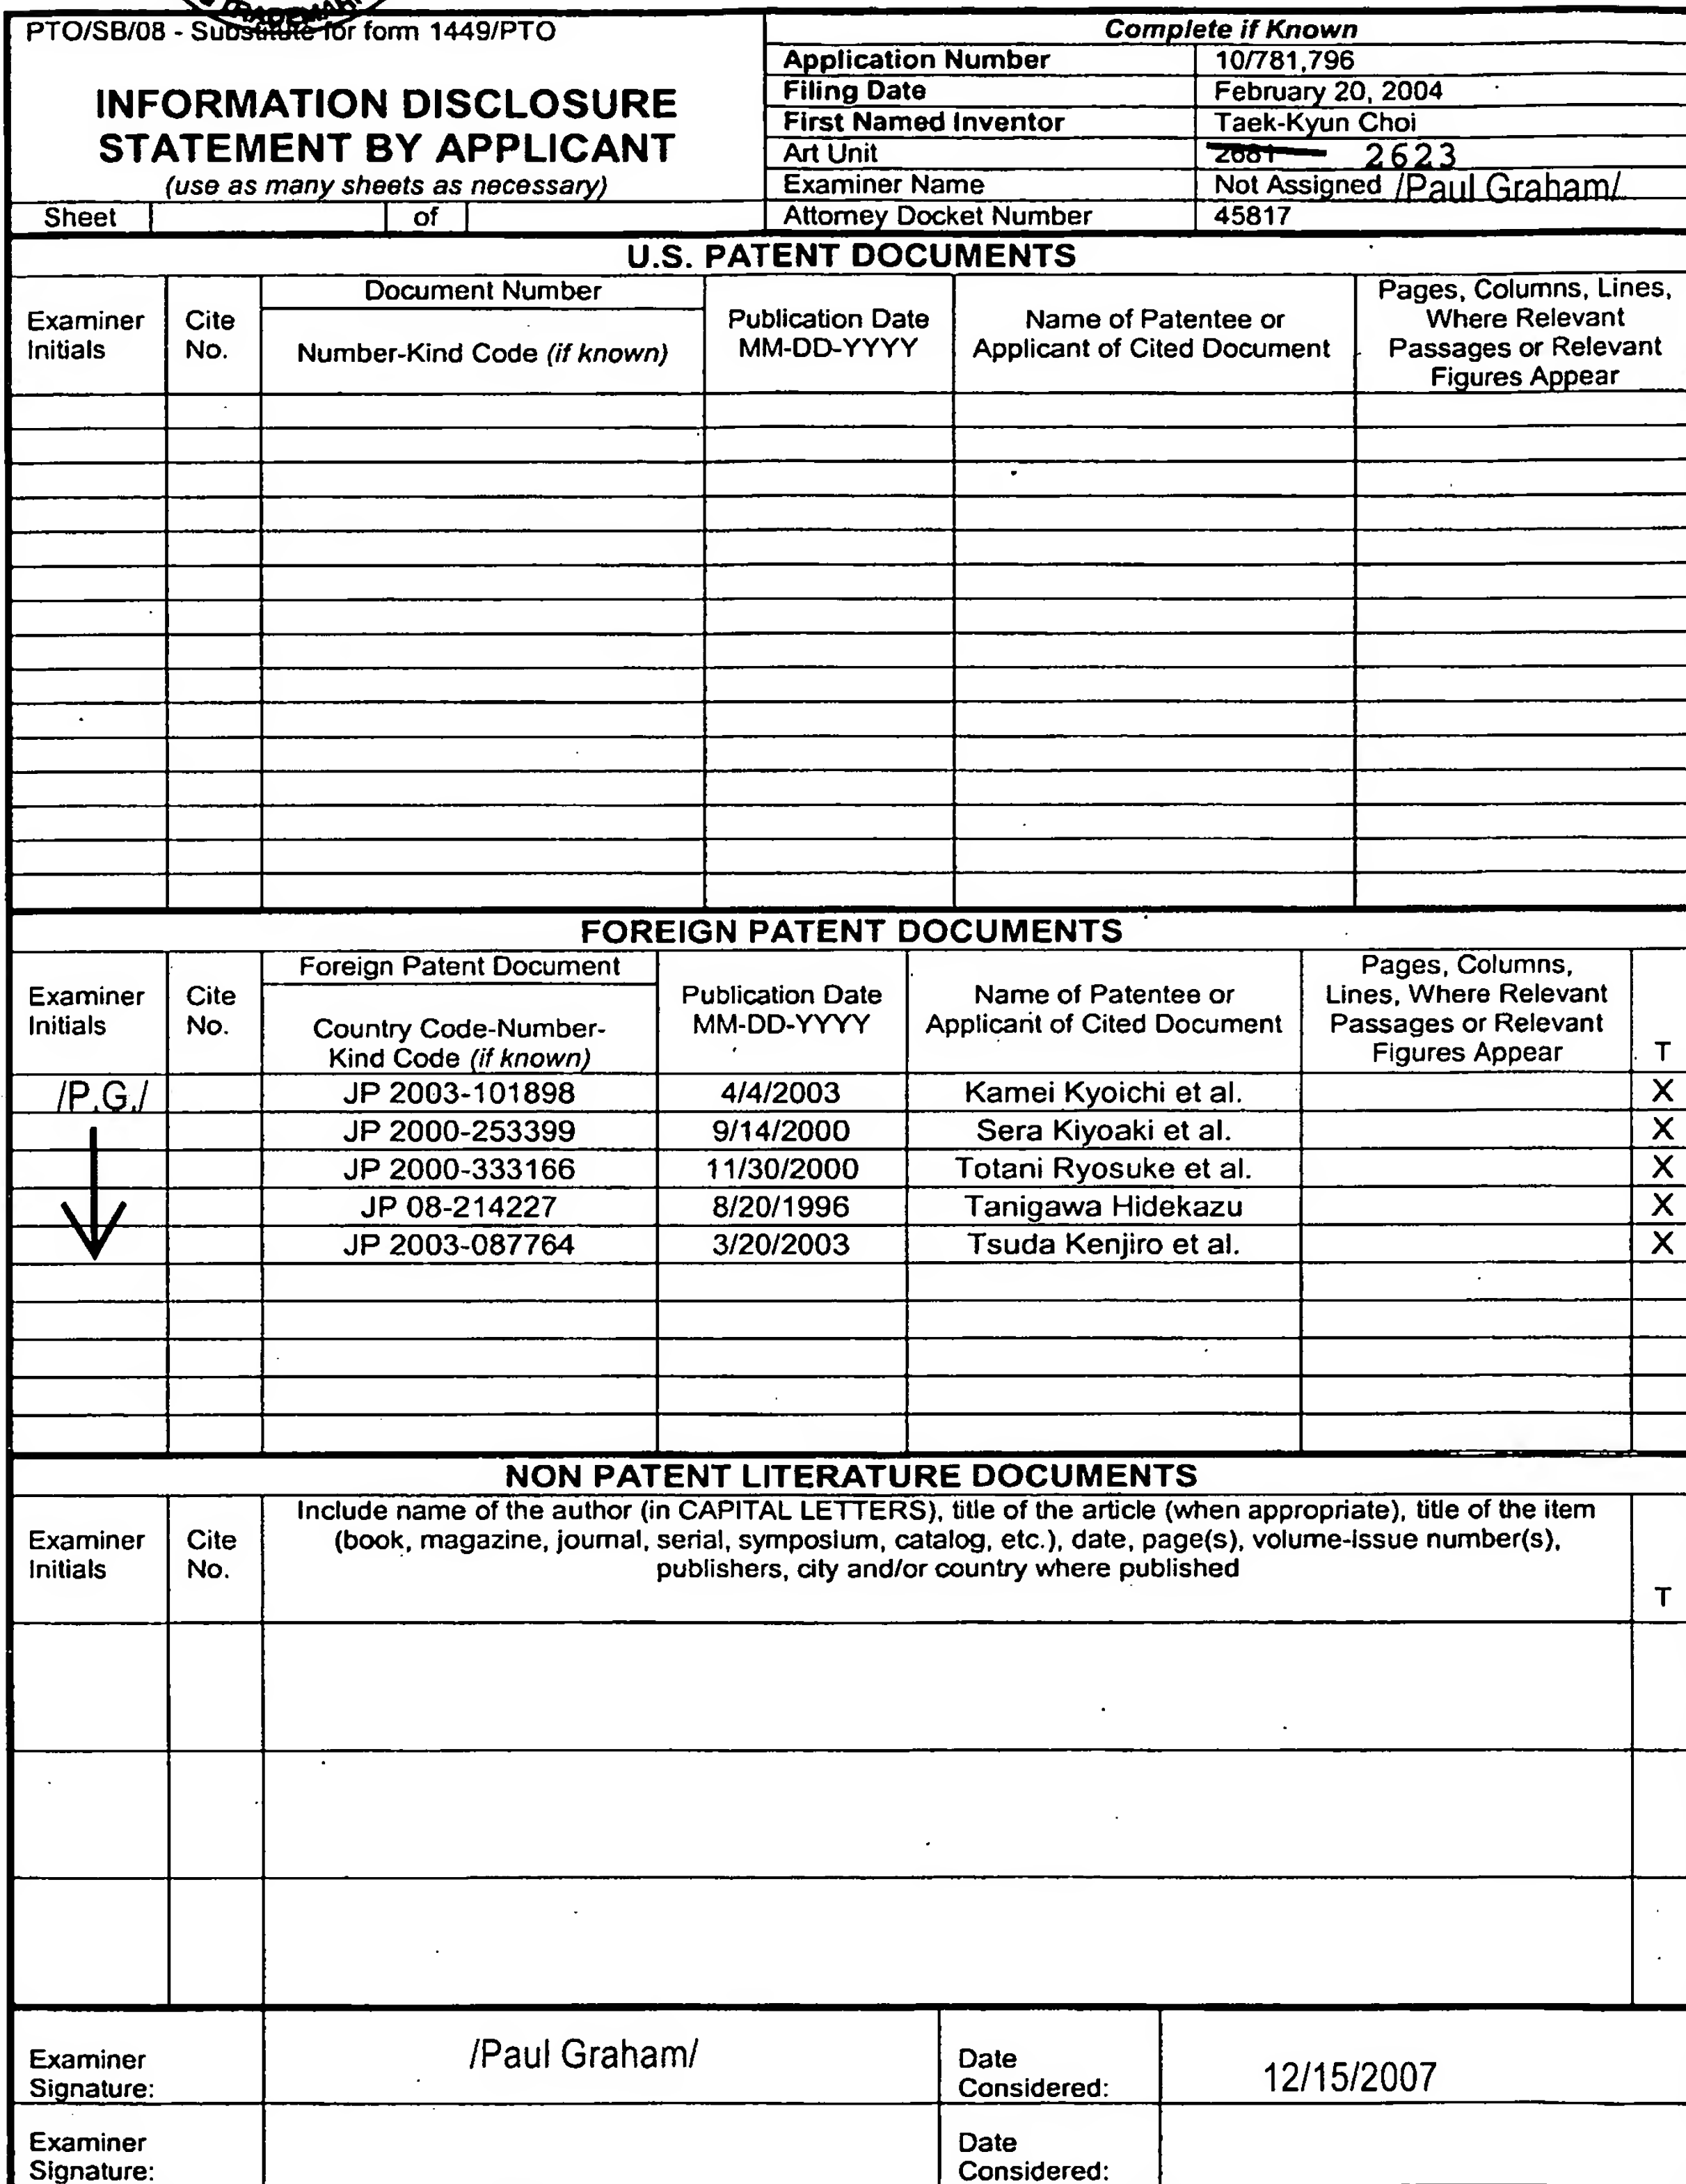 TRADEMARK
PTO/SB/08 - Substitute for form 1449/PTO
INFORMATION DISCLOSURE
STATEMENT BY APPLICANT
(use as many sheets as necessary)
Sheet of
Complete if Known
Application Number 10/781,796
Filing Date February 20, 2004
First Named Inventor Taek-Kyun Choi
Art Unit 2681 2623
Examiner Name Not Assigned /Paul Graham/
Attorney Docket Number 45817
U.S. PATENT DOCUMENTS
Examiner Initials
Cite No.
Document Number
Number-Kind Code (if known)
Publication Date
MM-DD-YYYY
Name of Patentee or
Applicant of Cited Document
Pages, Columns, Lines,
Where Relevant
Passages or Relevant
Figures Appear
FOREIGN PATENT DOCUMENTS
Examiner Initials
Cite No.
Foreign Patent Document
Country Code-Number-
Kind Code (if known)
Publication Date
MM-DD-YYYY
Name of Patentee or
Applicant of Cited Document
Pages, Columns,
Lines, Where Relevant
Passages or Relevant
Figures Appear
T
/P.G./ JP 2003-101898 4/4/2003 Kamei Kyoichi et al. X
JP 2000-253399 9/14/2000 Sera Kiyoaki et al. X
JP 2000-333166 11/30/2000 Totani Ryosuke et al. X
JP 08-214227 8/20/1996 Tanigawa Hidekazu X
JP 2003-087764 3/20/2003 Tsuda Kenjiro et al. X
NON PATENT LITERATURE DOCUMENTS
Examiner Initials
Cite No.
Include name of the author (in CAPITAL LETTERS), title of the article (when appropriate), title of the item
(book, magazine, journal, serial, symposium, catalog, etc.), date, page(s), volume-issue number(s),
publishers, city and/or country where published
T
Examiner
Signature:
/Paul Graham/
Date
Considered:
12/15/2007
Examiner
Signature:
Date
Considered: